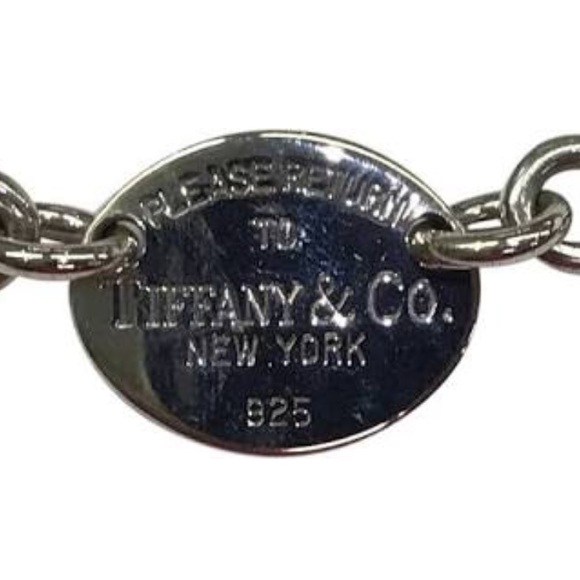 PLEASE RETURN
TO
TIFFANY & CO.
NEW YORK
925